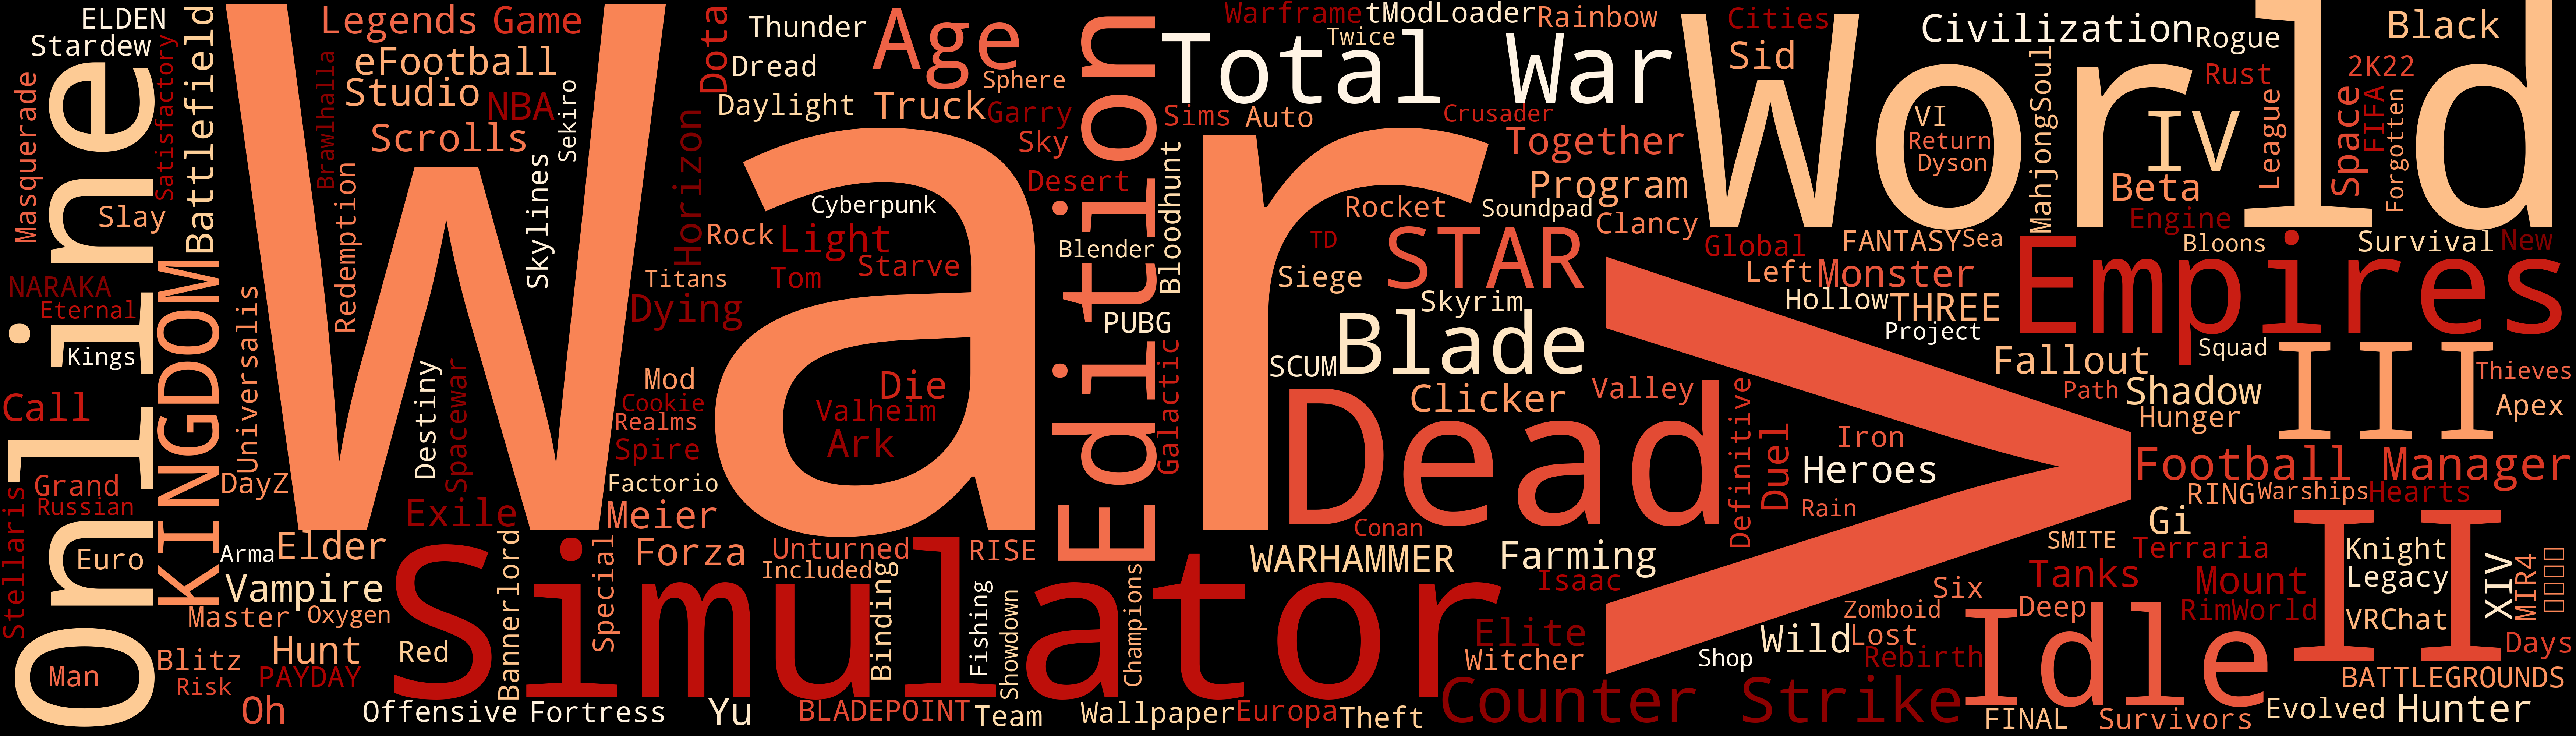 ELDEN
Stardew
Masquerade
Online
Satisfactory
Battlefield
Slay
NARAKA
Eternal
Kings
KINGDOM
Universalis
Call
Grand
Russian
Stellaris
Euro
Man
DayZ
Arma
Elder
Vampire
Master
Oxygen
Blitz
Risk
Hunt
PAYDAY
Oh
War
Legends
Game
eFootball
Studio
NBA
Scrolls
Brawlhalla
Redemption
Sekiro
Skylines
Destiny
Spacewar
Exile
Dota
Thunder
Dread
Daylight
Age
Truck
Sphere
Garry
Sky
Desert
Horizon
Rock
Light
Cyberpunk
Titans
Tom
Starve
Dying
Mod
Cookie
Realms
Spire
Factorio
Meier
Die
Valheim
Ark
Forza
Unturned
Included
RISE
Edition
Bloodhunt
Blender
PUBG
Galactic
Simulator
Red
Bannerlord
Special
Binding
Fishing
Showdown
Champions
Offensive
Fortress
Yu
BLADEPOINT
Team
Wallpaper
Europa
Theft
Warframe
tModLoader
Rainbow
Twice
Total War
Sims
Auto
Crusader
Together
Program
Rocket
Soundpad
Clancy
TD
Siege
STAR
Skyrim
SCUM
Blade
Clicker
Valley
Dead
Conan
Definitive
Duel
WARHAMMER
Farming
Isaac
Elite
Witcher
Counter Strike
World
Cities
Sid
Civilization
Rogue
Black
Rust
2K22
VI
Return
Dyson
MahjongSoul
IV
League
Space
FIFA
Forgotten
Beta
Engine
Global
FANTASY
Sea
Bloons
Survival
New
Left
Monster
Hollow
THREE
Project
Empires
V
Iron
Heroes
Rain
Fallout
Squad
Path
Shadow
Hunger
III
Thieves
Apex
Football Manager
RING
Warships
Hearts
Gi
SMITE
Terraria
Tanks
Mount
RimWorld
II
Knight
Legacy
VRChat
XIV
MIR4
Six
Zomboid
Deep
Wild
Lost
Rebirth
Shop
Idle
Days
BATTLEGROUNDS
FINAL
Survivors
Evolved
Hunter